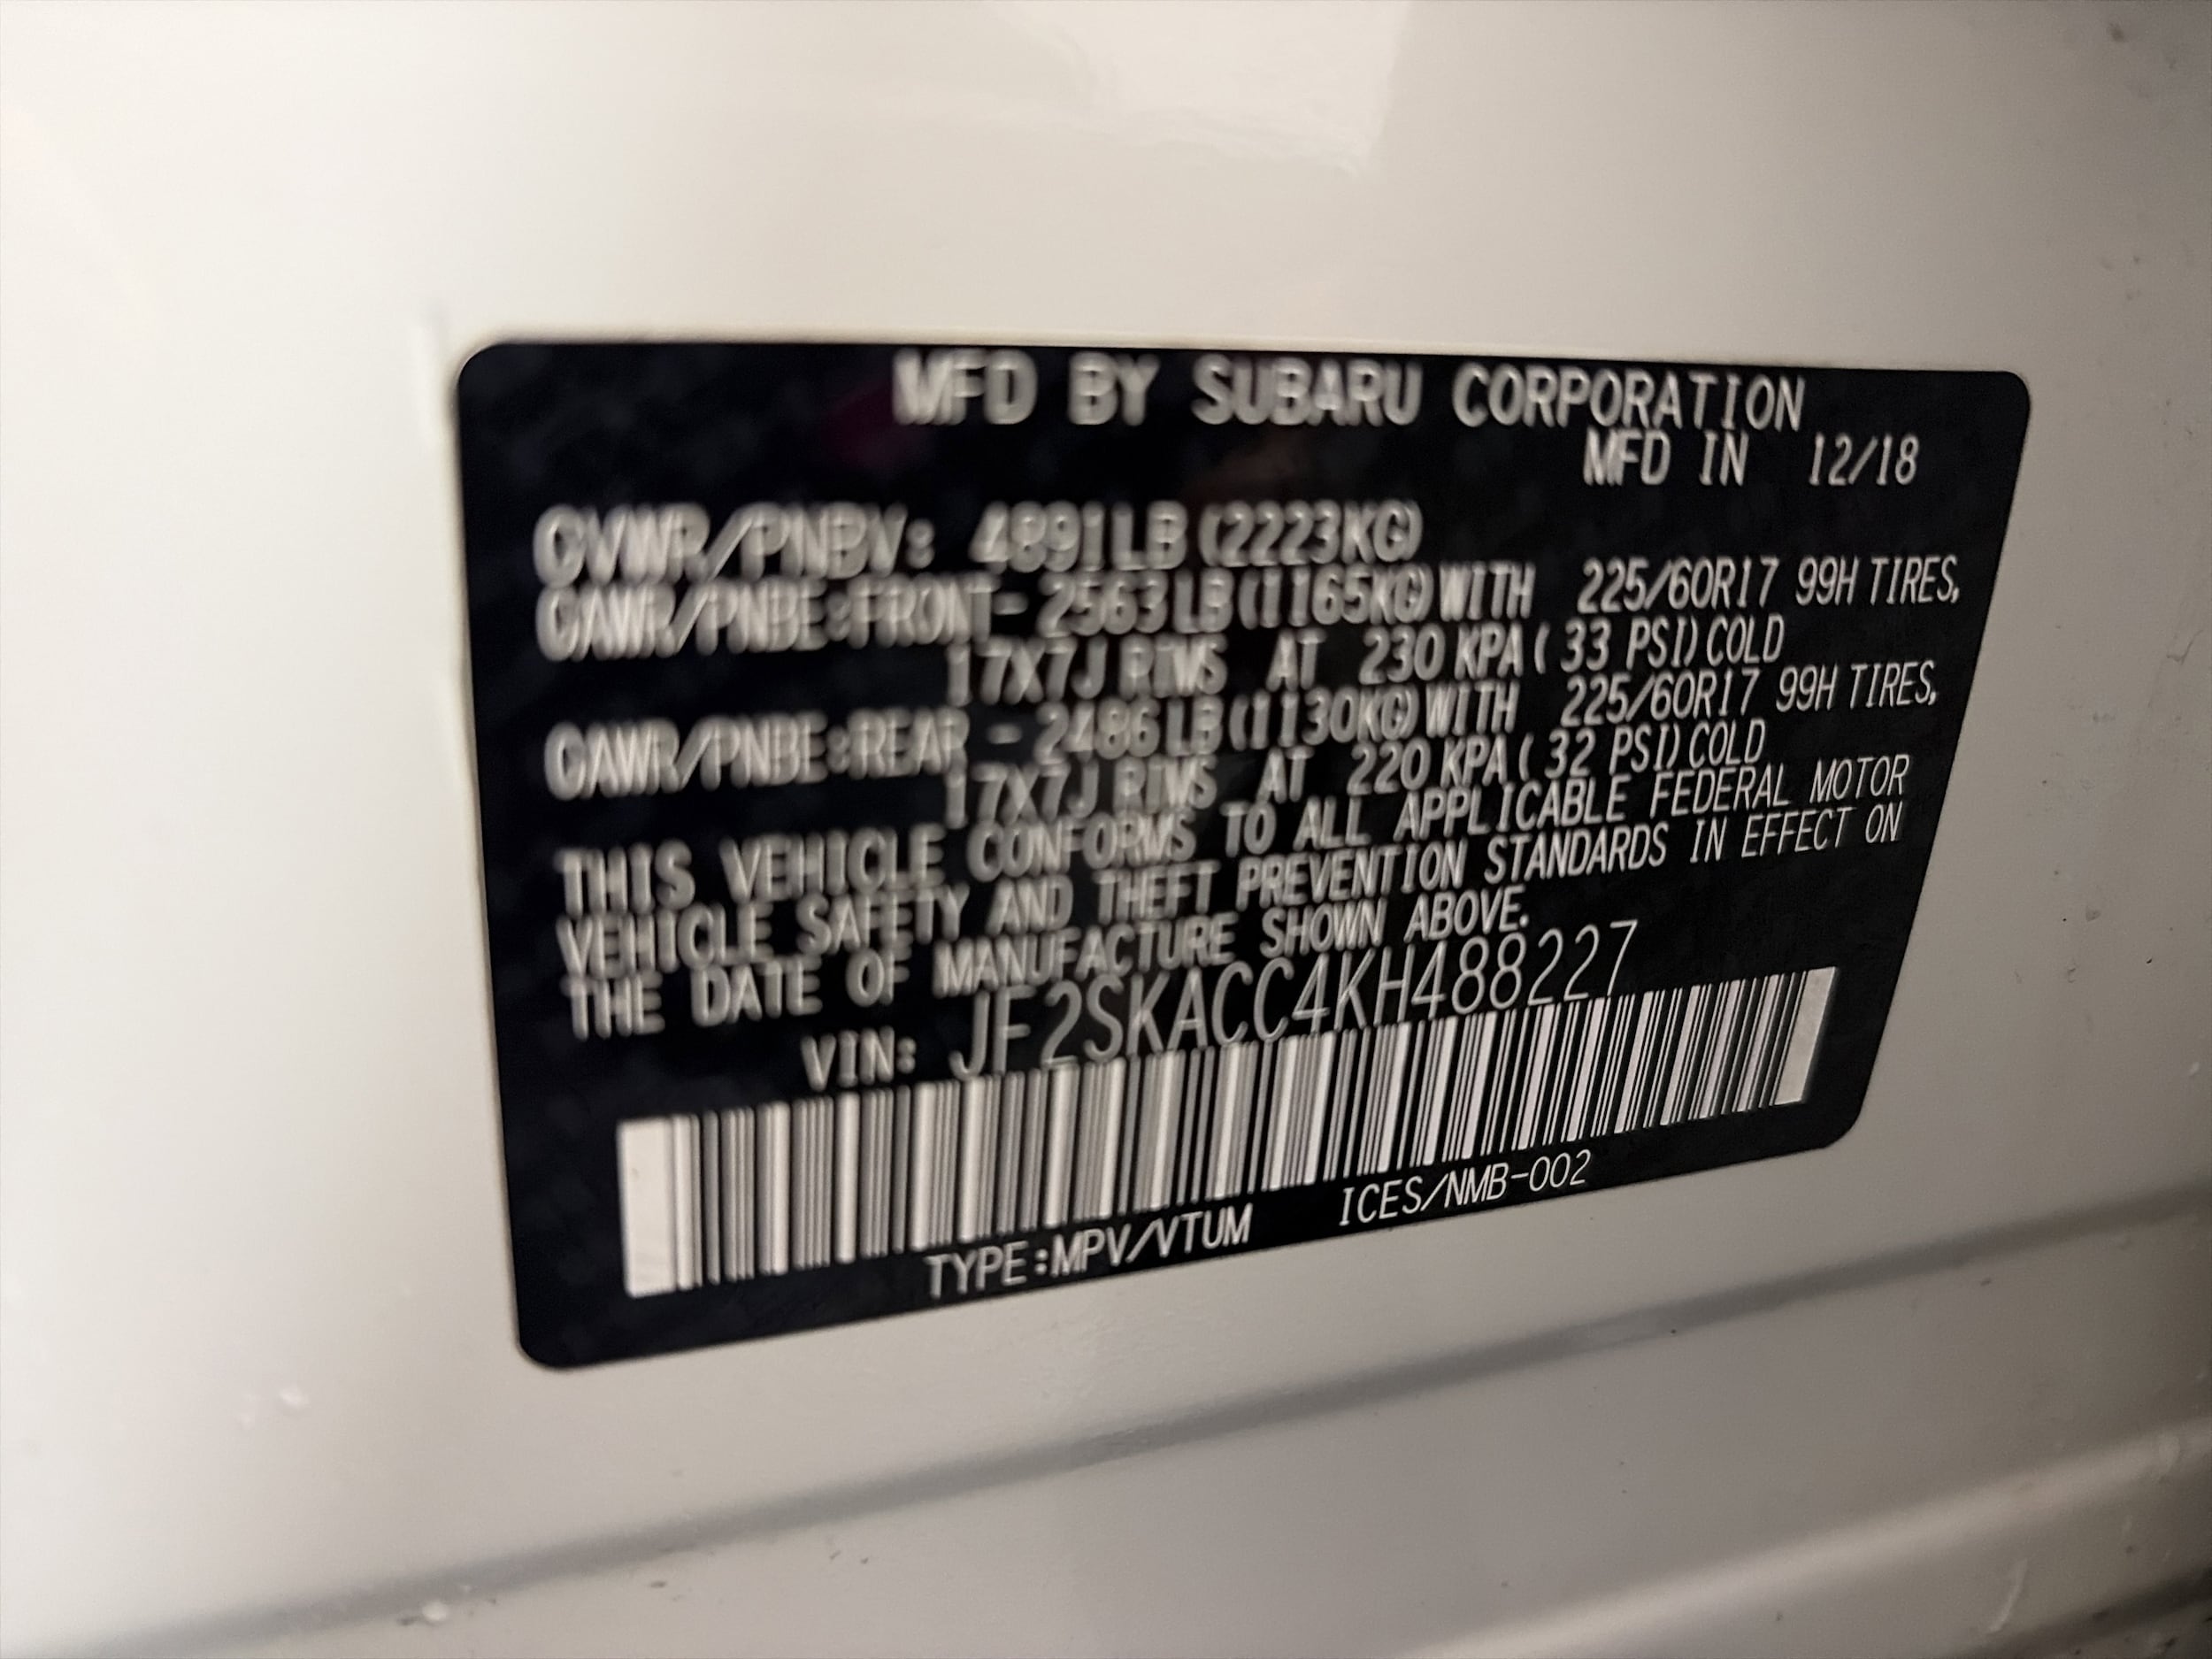 MFD BY SUBARU CORPORATION
MFD IN 12/18
GVWR/PNBV: 4891LB(2223KG)
GAWR/PNBE:FRONT- 2563LB(1165KG)WITH 225/60R17 99H TIRES,
17X7J RIMS AT 230 KPA( 33 PSI)COLD
GAWR/PNBE:REAR - 2486LB(1130KG)WITH 225/60R17 99H TIRES,
17X7J RIMS AT 220 KPA( 32 PSI)COLD
THIS VEHICLE CONFORMS TO ALL APPLICABLE FEDERAL MOTOR
VEHICLE SAFETY AND THEFT PREVENTION STANDARDS IN EFFECT ON
THE DATE OF MANUFACTURE SHOWN ABOVE.
VIN: JF2SKACC4KH488227
TYPE:MPV/VTUM ICES/NMB-002